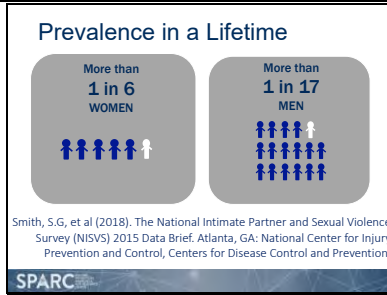 Prevalence in a Lifetime
More than
1 in 6
WOMEN
More than
1 in 17
MEN
Smith, S.G, et al (2018). The National Intimate Partner and Sexual Violence
Survey (NISVS) 2015 Data Brief. Atlanta, GA: National Center for Injury
Prevention and Control, Centers for Disease Control and Prevention
SPARC